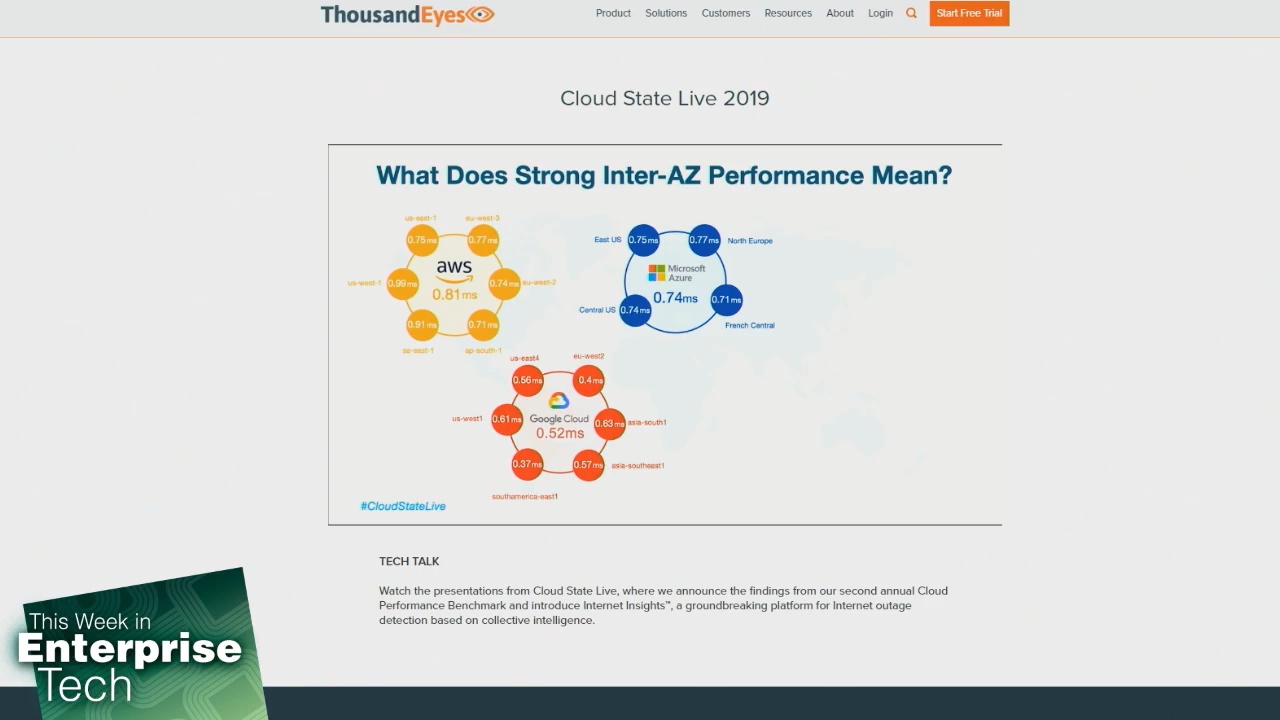 ThousandEyes
Product Solutions Customers Resources About Login Start Free Trial
Cloud State Live 2019
What Does Strong Inter-AZ Performance Mean?
us-east-1 eu-west-3
0.75ms 0.77ms
us-west-1 0.99ms aws 0.74ms eu-west-2
0.81ms
0.91ms 0.71ms
ap-east-1 ap-south-1
East US 0.75ms 0.77ms North Europe
Microsoft
Azure
0.74ms
Central US 0.74ms 0.71ms
French Central
us-east4 eu-west2
0.56ms 0.4ms
us-west1 0.61ms Google Cloud 0.63ms asia-south1
0.52ms
0.37ms 0.57ms asia-southeast1
southamerica-east1
#CloudStateLive
TECH TALK
Watch the presentations from Cloud State Live, where we announce the findings from our second annual Cloud
Performance Benchmark and introduce Internet Insights™, a groundbreaking platform for Internet outage
detection based on collective intelligence.
This Week in
Enterprise
Tech